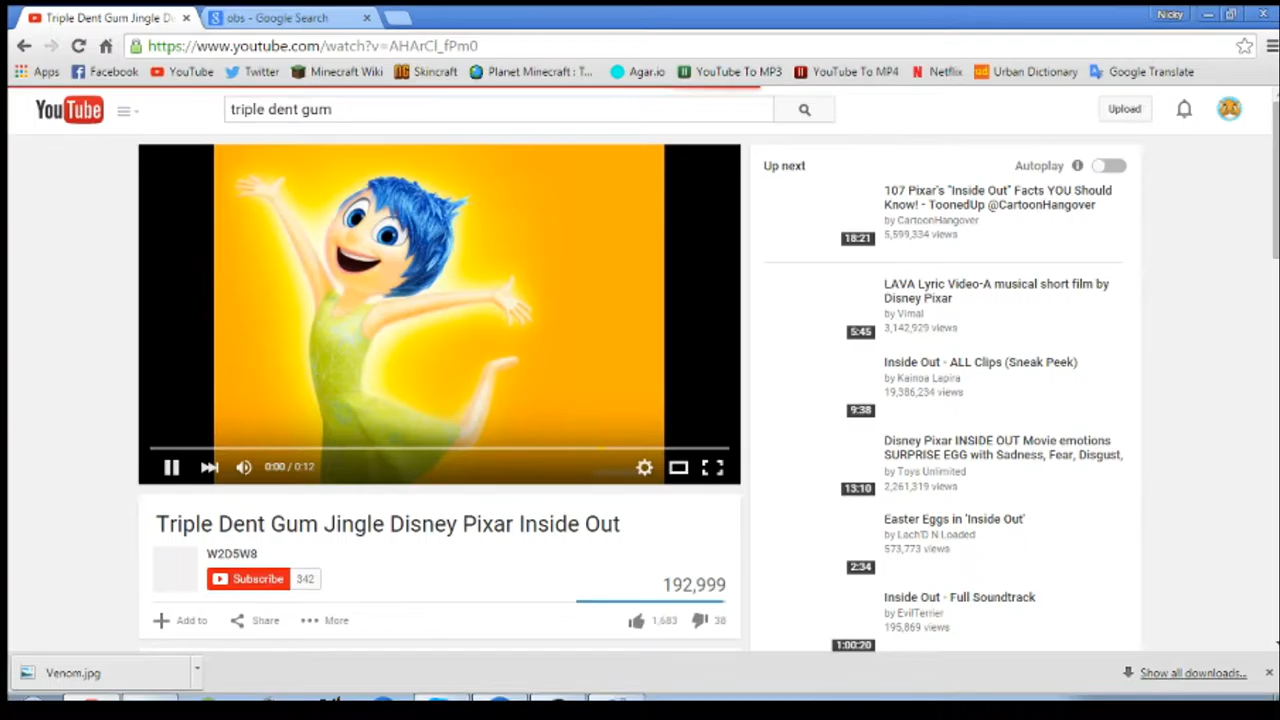 Triple Dent Gum Jingle D
obs - Google Search
Nicky
https://www.youtube.com/watch?v=AHArCl_fPm0
Apps Facebook YouTube Twitter Minecraft Wiki Skincraft Planet Minecraft : T... Agar.io YouTube To MP3 YouTube To MP4 Netflix Urban Dictionary Google Translate
YouTube
triple dent gum
Upload
0:00 / 0:12
Triple Dent Gum Jingle Disney Pixar Inside Out
W2D5W8
Subscribe 342
192,999
Add to Share More
1,683 38
Up next
Autoplay
107 Pixar's "Inside Out" Facts YOU Should
Know! - ToonedUp @CartoonHangover
by CartoonHangover
5,599,334 views
18:21
LAVA Lyric Video-A musical short film by
Disney Pixar
by Vimal
3,142,929 views
5:45
Inside Out - ALL Clips (Sneak Peek)
by Kainoa Lapira
19,386,234 views
9:38
Disney Pixar INSIDE OUT Movie emotions
SURPRISE EGG with Sadness, Fear, Disgust,
by Toys Unlimited
2,261,319 views
13:10
Easter Eggs in 'Inside Out'
by Lach'D N Loaded
573,773 views
2:34
Inside Out - Full Soundtrack
by EvilTerrier
195,869 views
1:00:20
Venom.jpg
Show all downloads...